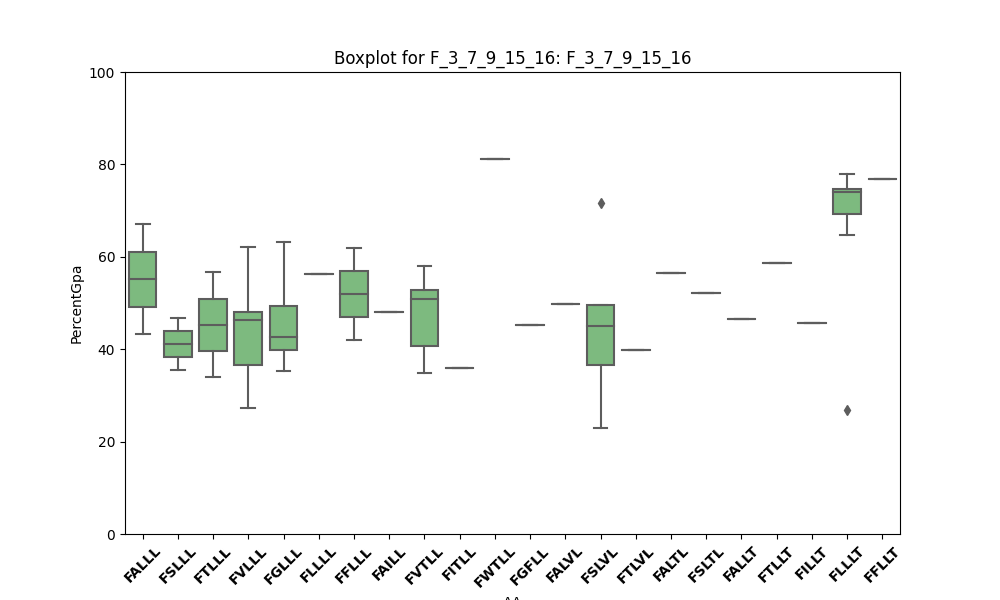 Boxplot for F_3_7_9_15_16: F_3_7_9_15_16
100
80
60
40
20
0
PercentGpa
FALLL FSLLL FTLLL FVLLL FGLLL FLLLL FFLLL FAILL FVTLL FITLL FWTLL FGFLL FALVL FSLVL FTLVL FALTL FSLTL FALLT FTLLT FILLT FLLLT FFLLT